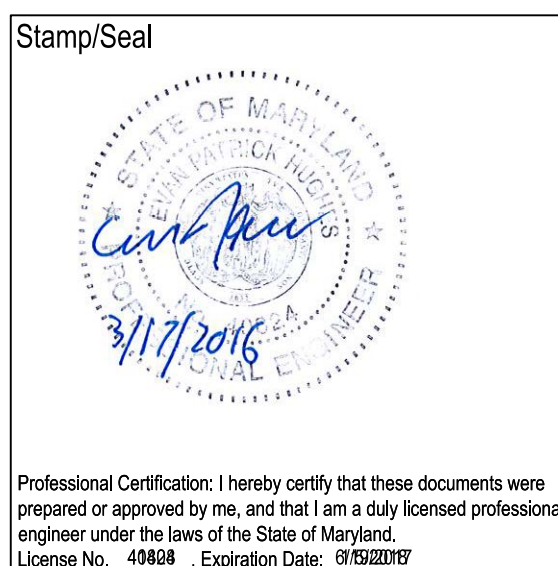 Stamp/Seal
STATE OF MARYLAND
EVAN PATRICK HUGHES
3/17/2016
PROFESSIONAL ENGINEER
Professional Certification: I hereby certify that these documents were
prepared or approved by me, and that I am a duly licensed professiona
engineer under the laws of the State of Maryland.
License No. , Expiration Date: